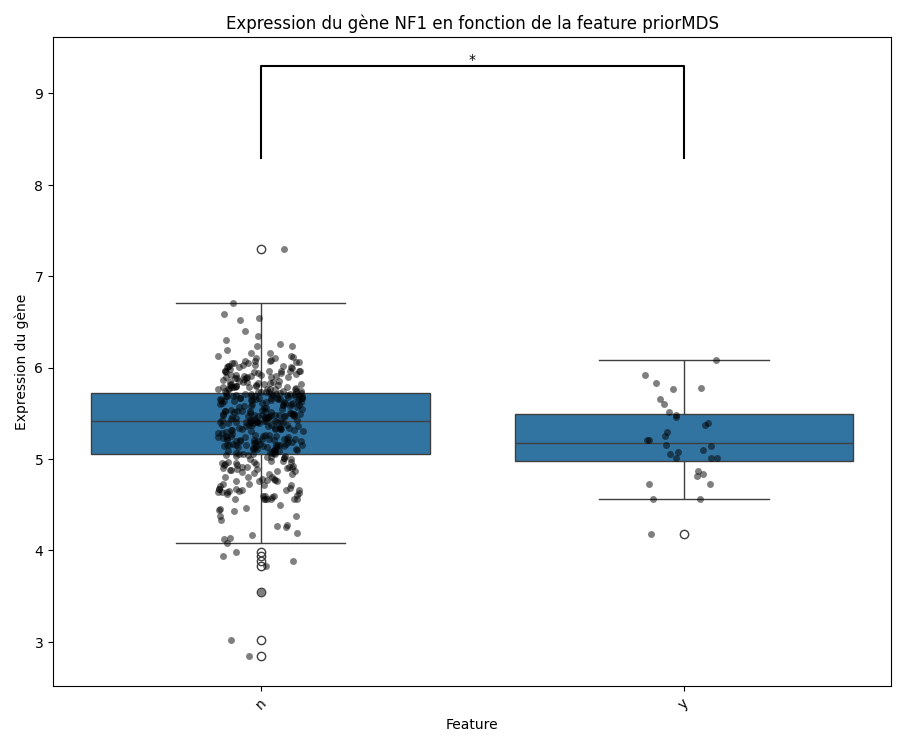 Expression du gène NF1 en fonction de la feature priorMDS
*
9
8
7
6
5
4
3
Expression du gène
n
y
Feature